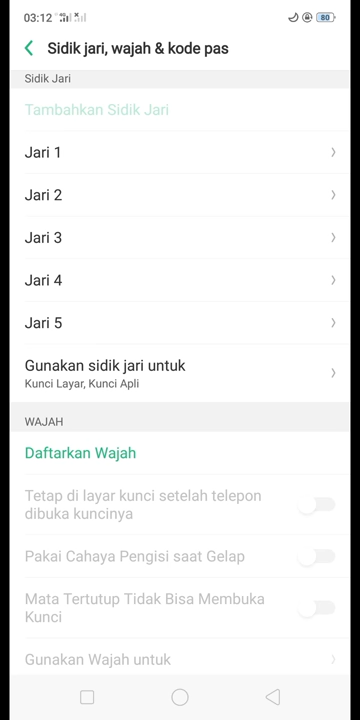 03:12
80
Sidik jari, wajah & kode pas
Sidik Jari
Tambahkan Sidik Jari
Jari 1
Jari 2
Jari 3
Jari 4
Jari 5
Gunakan sidik jari untuk
Kunci Layar, Kunci Apli
WAJAH
Daftarkan Wajah
Tetap di layar kunci setelah telepon
dibuka kuncinya
Pakai Cahaya Pengisi saat Gelap
Mata Tertutup Tidak Bisa Membuka
Kunci
Gunakan Wajah untuk